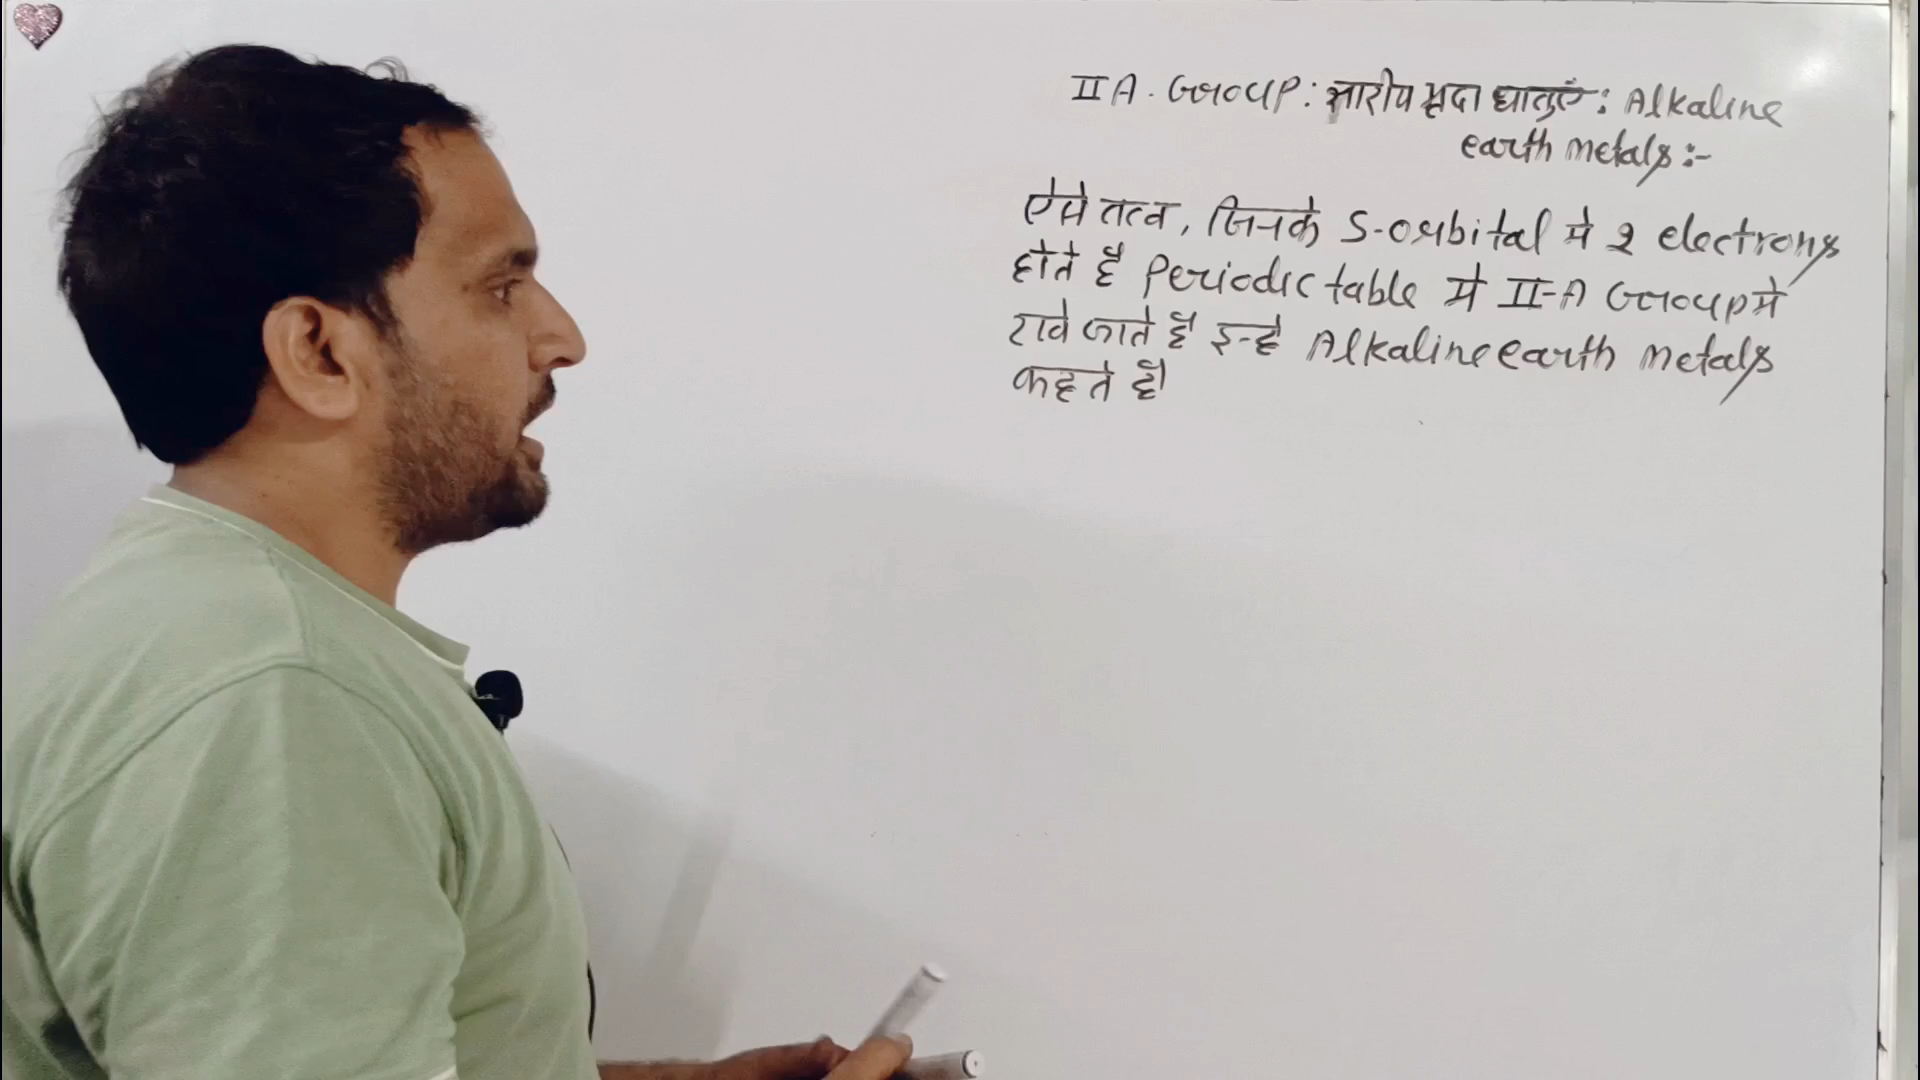 II A. Group: क्षारीय मृदा धातुएँ: Alkaline
earth metals:-
ऐसे तत्व, जिनके S-orbital मे 2 electrons
होते है Periodic table मे II-A Group मे
रखे जाते है इन्हे Alkaline earth metals
कहते है।